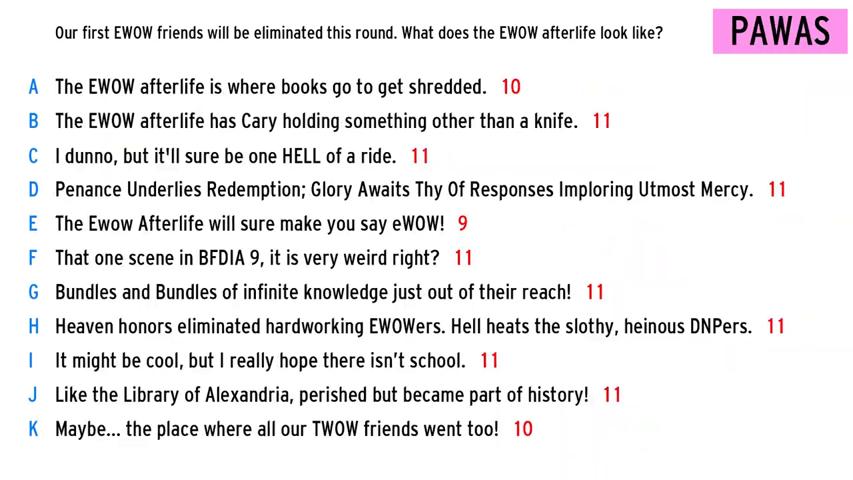 Our first EWOW friends will be eliminated this round. What does the EWOW afterlife look like?
PAWAS
A The EWOW afterlife is where books go to get shredded. 10
B The EWOW afterlife has Cary holding something other than a knife. 11
C I dunno, but it'll sure be one HELL of a ride. 11
D Penance Underlies Redemption; Glory Awaits Thy Of Responses Imploring Utmost Mercy. 11
E The Ewow Afterlife will sure make you say eWOW! 9
F That one scene in BFDIA 9, it is very weird right? 11
G Bundles and Bundles of infinite knowledge just out of their reach! 11
H Heaven honors eliminated hardworking EWOWers. Hell heats the slothy, heinous DNPers. 11
I It might be cool, but I really hope there isn’t school. 11
J Like the Library of Alexandria, perished but became part of history! 11
K Maybe... the place where all our TWOW friends went too! 10